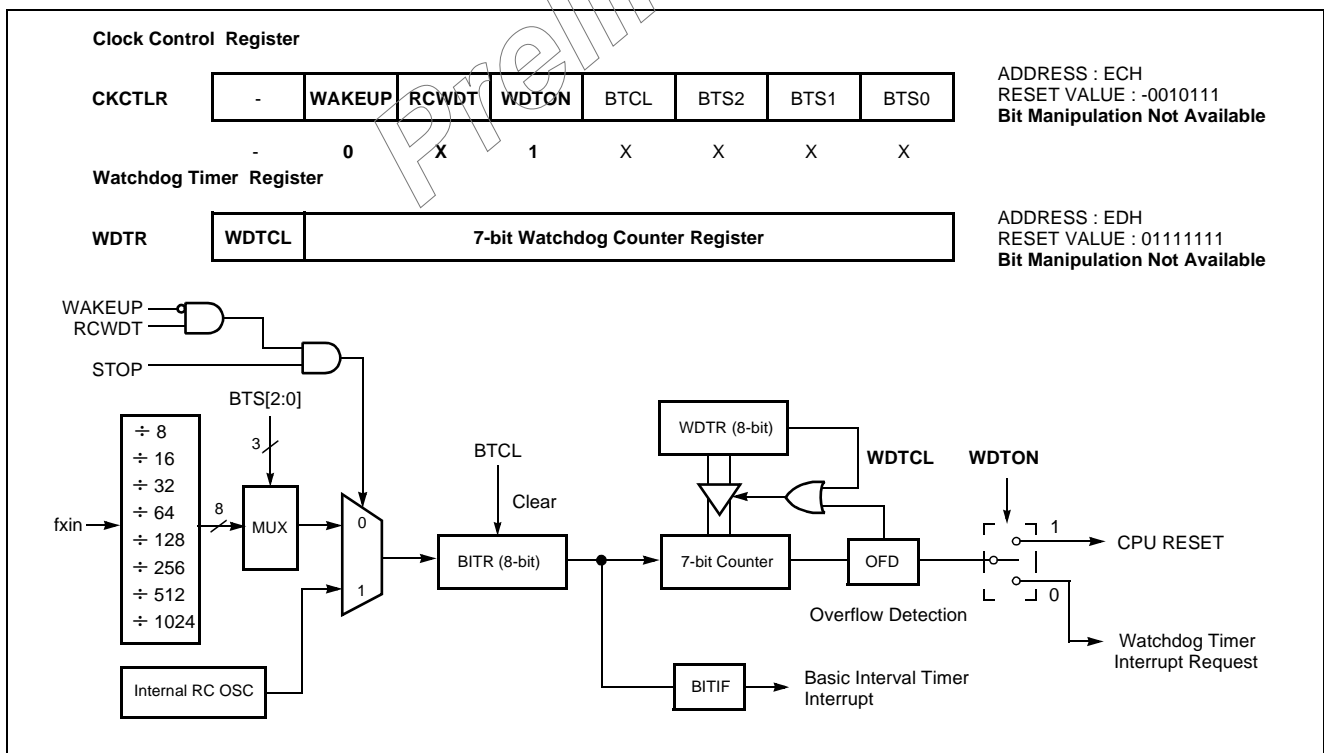 Prelim
Clock Control Register
CKCTLR
- WAKEUP RCWDT WDTON BTCL BTS2 BTS1 BTS0
ADDRESS : ECH
RESET VALUE : -0010111
Bit Manipulation Not Available
- 0 X 1 X X X X
Watchdog Timer Register
WDTR
WDTCL 7-bit Watchdog Counter Register
ADDRESS : EDH
RESET VALUE : 01111111
Bit Manipulation Not Available
WAKEUP
RCWDT
STOP
BTS[2:0]
3
fxin
÷ 8
÷ 16
÷ 32
÷ 64
÷ 128
÷ 256
÷ 512
÷ 1024
8
MUX
0
1
Internal RC OSC
BTCL
Clear
BITR (8-bit)
WDTR (8-bit)
WDTCL
WDTON
7-bit Counter
OFD
Overflow Detection
1
0
CPU RESET
Watchdog Timer
Interrupt Request
BITIF
Basic Interval Timer
Interrupt